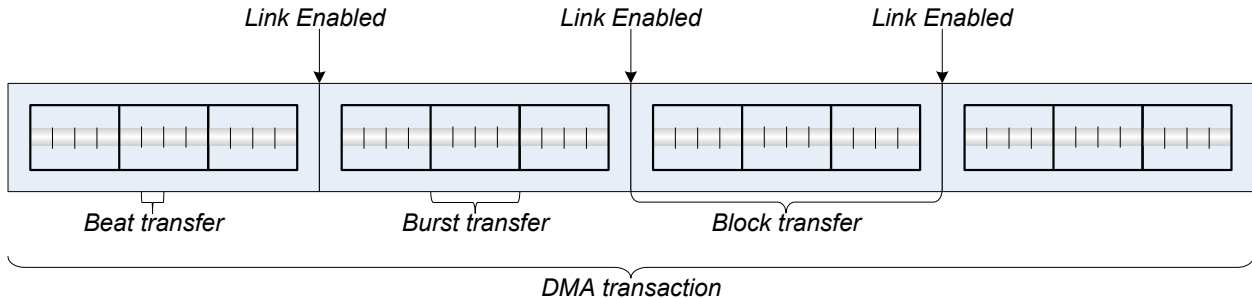 Link Enabled
Link Enabled
Link Enabled
Beat transfer
Burst transfer
Block transfer
DMA transaction